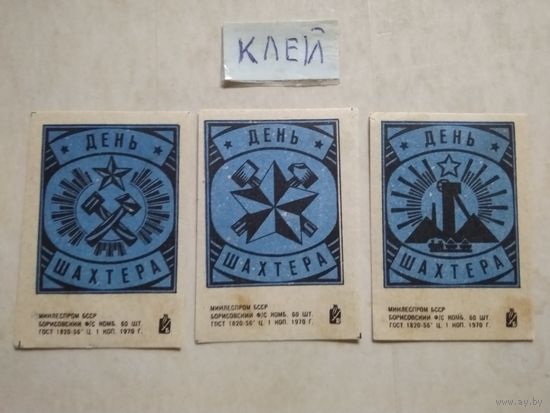 КЛЕЙ
ДЕНЬ
ШАХТЕРА
МИНЛЕСПРОМ БССР
БОРИСОВСКИЙ Ф/С КОМБ. 60 ШТ.
ГОСТ 1820-56* Ц. 1 КОП. 1970 Г.
ДЕНЬ
ШАХТЕРА
МИНЛЕСПРОМ БССР
БОРИСОВСКИЙ Ф/С КОМБ. 60 ШТ.
ГОСТ 1820-56* Ц. 1 КОП. 1970 Г.
ДЕНЬ
ШАХТЕРА
МИНЛЕСПРОМ БССР
БОРИСОВСКИЙ Ф/С КОМБ. 60 ШТ.
ГОСТ 1820-56* Ц. 1 КОП. 1970 Г.
www.ay.by